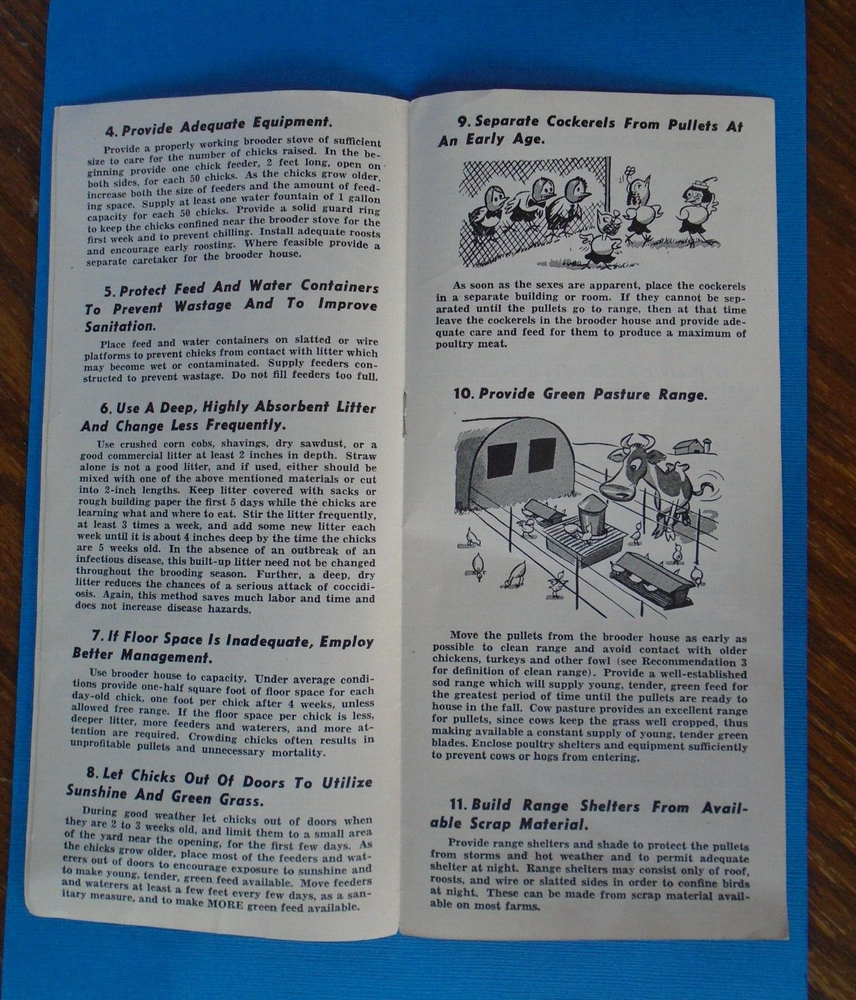 4. Provide Adequate Equipment.
Provide a properly working brooder stove of sufficient
size to care for the number of chicks raised. In the be-
ginning provide one chick feeder, 2 feet long, open on
both sides, for each 50 chicks. As the chicks grow older,
increase both the size of feeders and the amount of feed-
ing space. Supply at least one water fountain of 1 gallon
capacity for each 50 chicks. Provide a solid guard ring
to keep the chicks confined near the brooder stove for the
first week and to prevent chilling. Install adequate roosts
and encourage early roosting. Where feasible provide a
separate caretaker for the brooder house.
5. Protect Feed And Water Containers
To Prevent Wastage And To Improve
Sanitation.
Place feed and water containers on slatted or wire
platforms to prevent chicks from contact with litter which
may become wet or contaminated. Supply feeders con-
structed to prevent wastage. Do not fill feeders too full.
6. Use A Deep, Highly Absorbent Litter
And Change Less Frequently.
Use crushed corn cobs, shavings, dry sawdust, or a
good commercial litter at least 2 inches in depth. Straw
alone is not a good litter, and if used, either should be
mixed with one of the above mentioned materials or cut
into 2-inch lengths. Keep litter covered with sacks or
rough building paper the first 5 days while the chicks are
learning what and where to eat. Stir the litter frequently,
at least 3 times a week, and add some new litter each
week until it is about 4 inches deep by the time the chicks
are 5 weeks old. In the absence of an outbreak of an
infectious disease, this built-up litter need not be changed
throughout the brooding season. Further, a deep, dry
litter reduces the chances of a serious attack of coccidi-
osis. Again, this method saves much labor and time and
does not increase disease hazards.
7. If Floor Space Is Inadequate, Employ
Better Management.
Use brooder house to capacity. Under average condi-
tions provide one-half square foot of floor space for each
day-old chick, one foot per chick after 4 weeks, unless
allowed free range. If the floor space per chick is less,
deeper litter, more feeders and waterers, and more at-
tention are required. Crowding chicks often results in
unprofitable pullets and unnecessary mortality.
8. Let Chicks Out Of Doors To Utilize
Sunshine And Green Grass.
During good weather let chicks out of doors when
they are 2 to 3 weeks old, and limit them to a small area
of the yard near the opening, for the first few days. As
the chicks grow older, place most of the feeders and wat-
erers out of doors to encourage exposure to sunshine and
to make young, tender, green feed available. Move feeders
and waterers at least a few feet every few days, as a san-
itary measure, and to make MORE green feed available.
9. Separate Cockerels From Pullets At
An Early Age.
As soon as the sexes are apparent, place the cockerels
in a separate building or room. If they cannot be sep-
arated until the pullets go to range, then at that time
leave the cockerels in the brooder house and provide ade-
quate care and feed for them to produce a maximum of
poultry meat.
10. Provide Green Pasture Range.
Move the pullets from the brooder house as early as
possible to clean range and avoid contact with older
chickens, turkeys and other fowl (see Recommendation 3
for definition of clean range). Provide a well-established
sod range which will supply young, tender, green feed for
the greatest period of time until the pullets are ready to
house in the fall. Cow pasture provides an excellent range
for pullets, since cows keep the grass well cropped, thus
making available a constant supply of young, tender green
blades. Enclose poultry shelters and equipment sufficiently
to prevent cows or hogs from entering.
11. Build Range Shelters From Avail-
able Scrap Material.
Provide range shelters and shade to protect the pullets
from storms and hot weather and to permit adequate
shelter at night. Range shelters may consist only of roof,
roosts, and wire or slatted sides in order to confine birds
at night. These can be made from scrap material avail-
able on most farms.